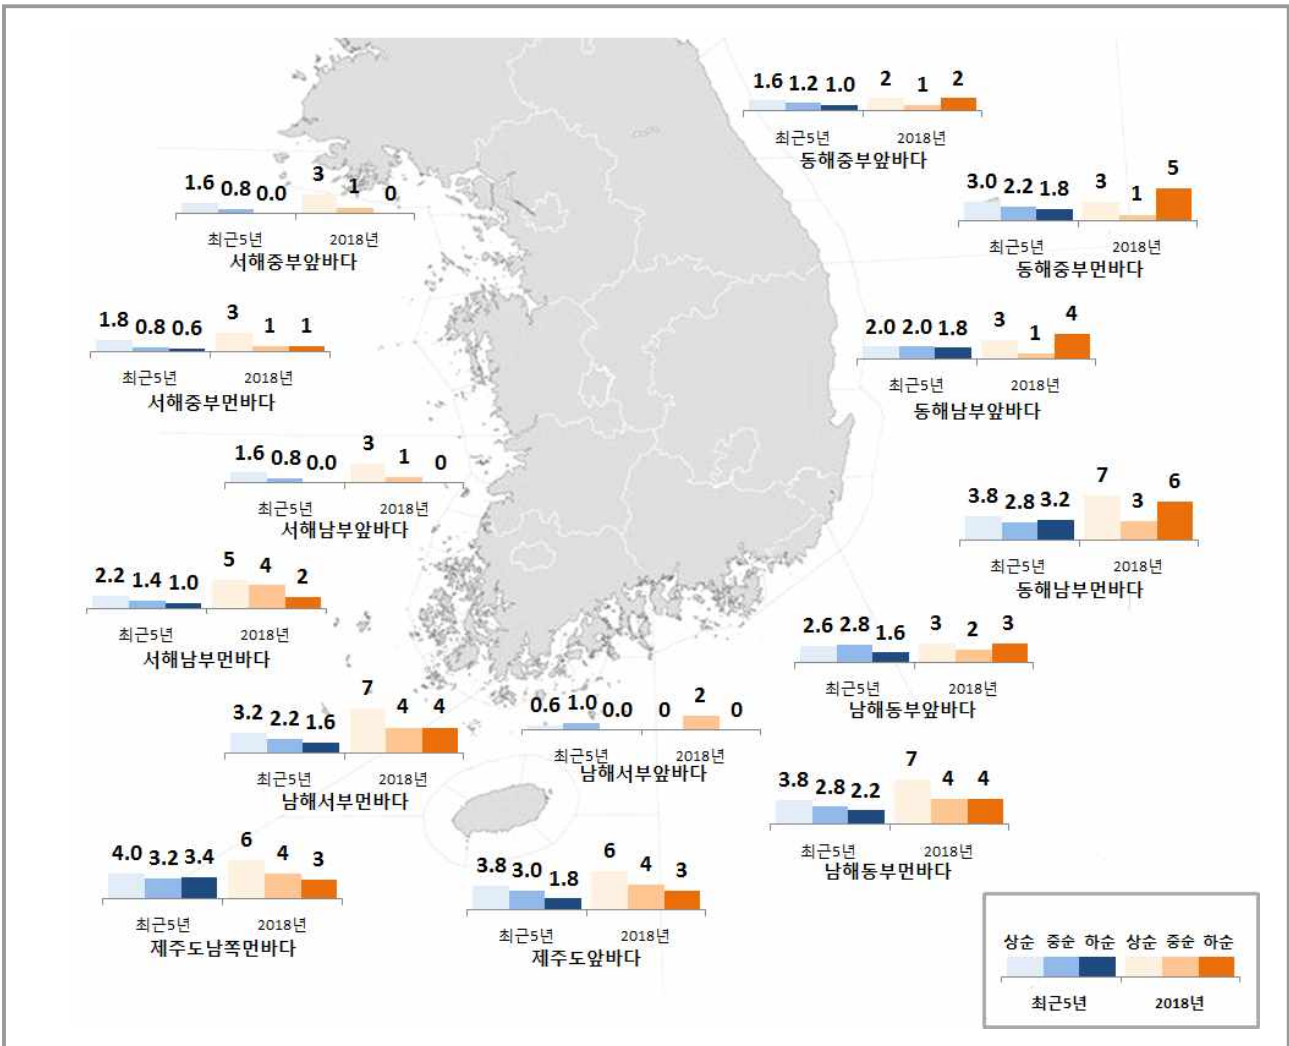 1.6 1.2 1.0 2 1 2
최근5년 2018년
동해중부앞바다
3.0 2.2 1.8 3 1 5
최근5년 2018년
동해중부먼바다
1.6 0.8 0.0 3 1 0
최근5년 2018년
서해중부앞바다
1.8 0.8 0.6 3 1 1
최근5년 2018년
서해중부먼바다
2.0 2.0 1.8 3 1 4
최근5년 2018년
동해남부앞바다
1.6 0.8 0.0 3 1 0
최근5년 2018년
서해남부앞바다
3.8 2.8 3.2 7 3 6
최근5년 2018년
동해남부먼바다
2.2 1.4 1.0 5 4 2
최근5년 2018년
서해남부먼바다
2.6 2.8 1.6 3 2 3
최근5년 2018년
남해동부앞바다
3.2 2.2 1.6 7 4 4
최근5년 2018년
남해서부먼바다
0.6 1.0 0.0 0 2 0
최근5년 2018년
남해서부앞바다
3.8 2.8 2.2 7 4 4
최근5년 2018년
남해동부먼바다
4.0 3.2 3.4 6 4 3
최근5년 2018년
제주도남쪽먼바다
3.8 3.0 1.8 6 4 3
최근5년 2018년
제주도앞바다
상순 중순 하순 상순 중순 하순
최근5년 2018년